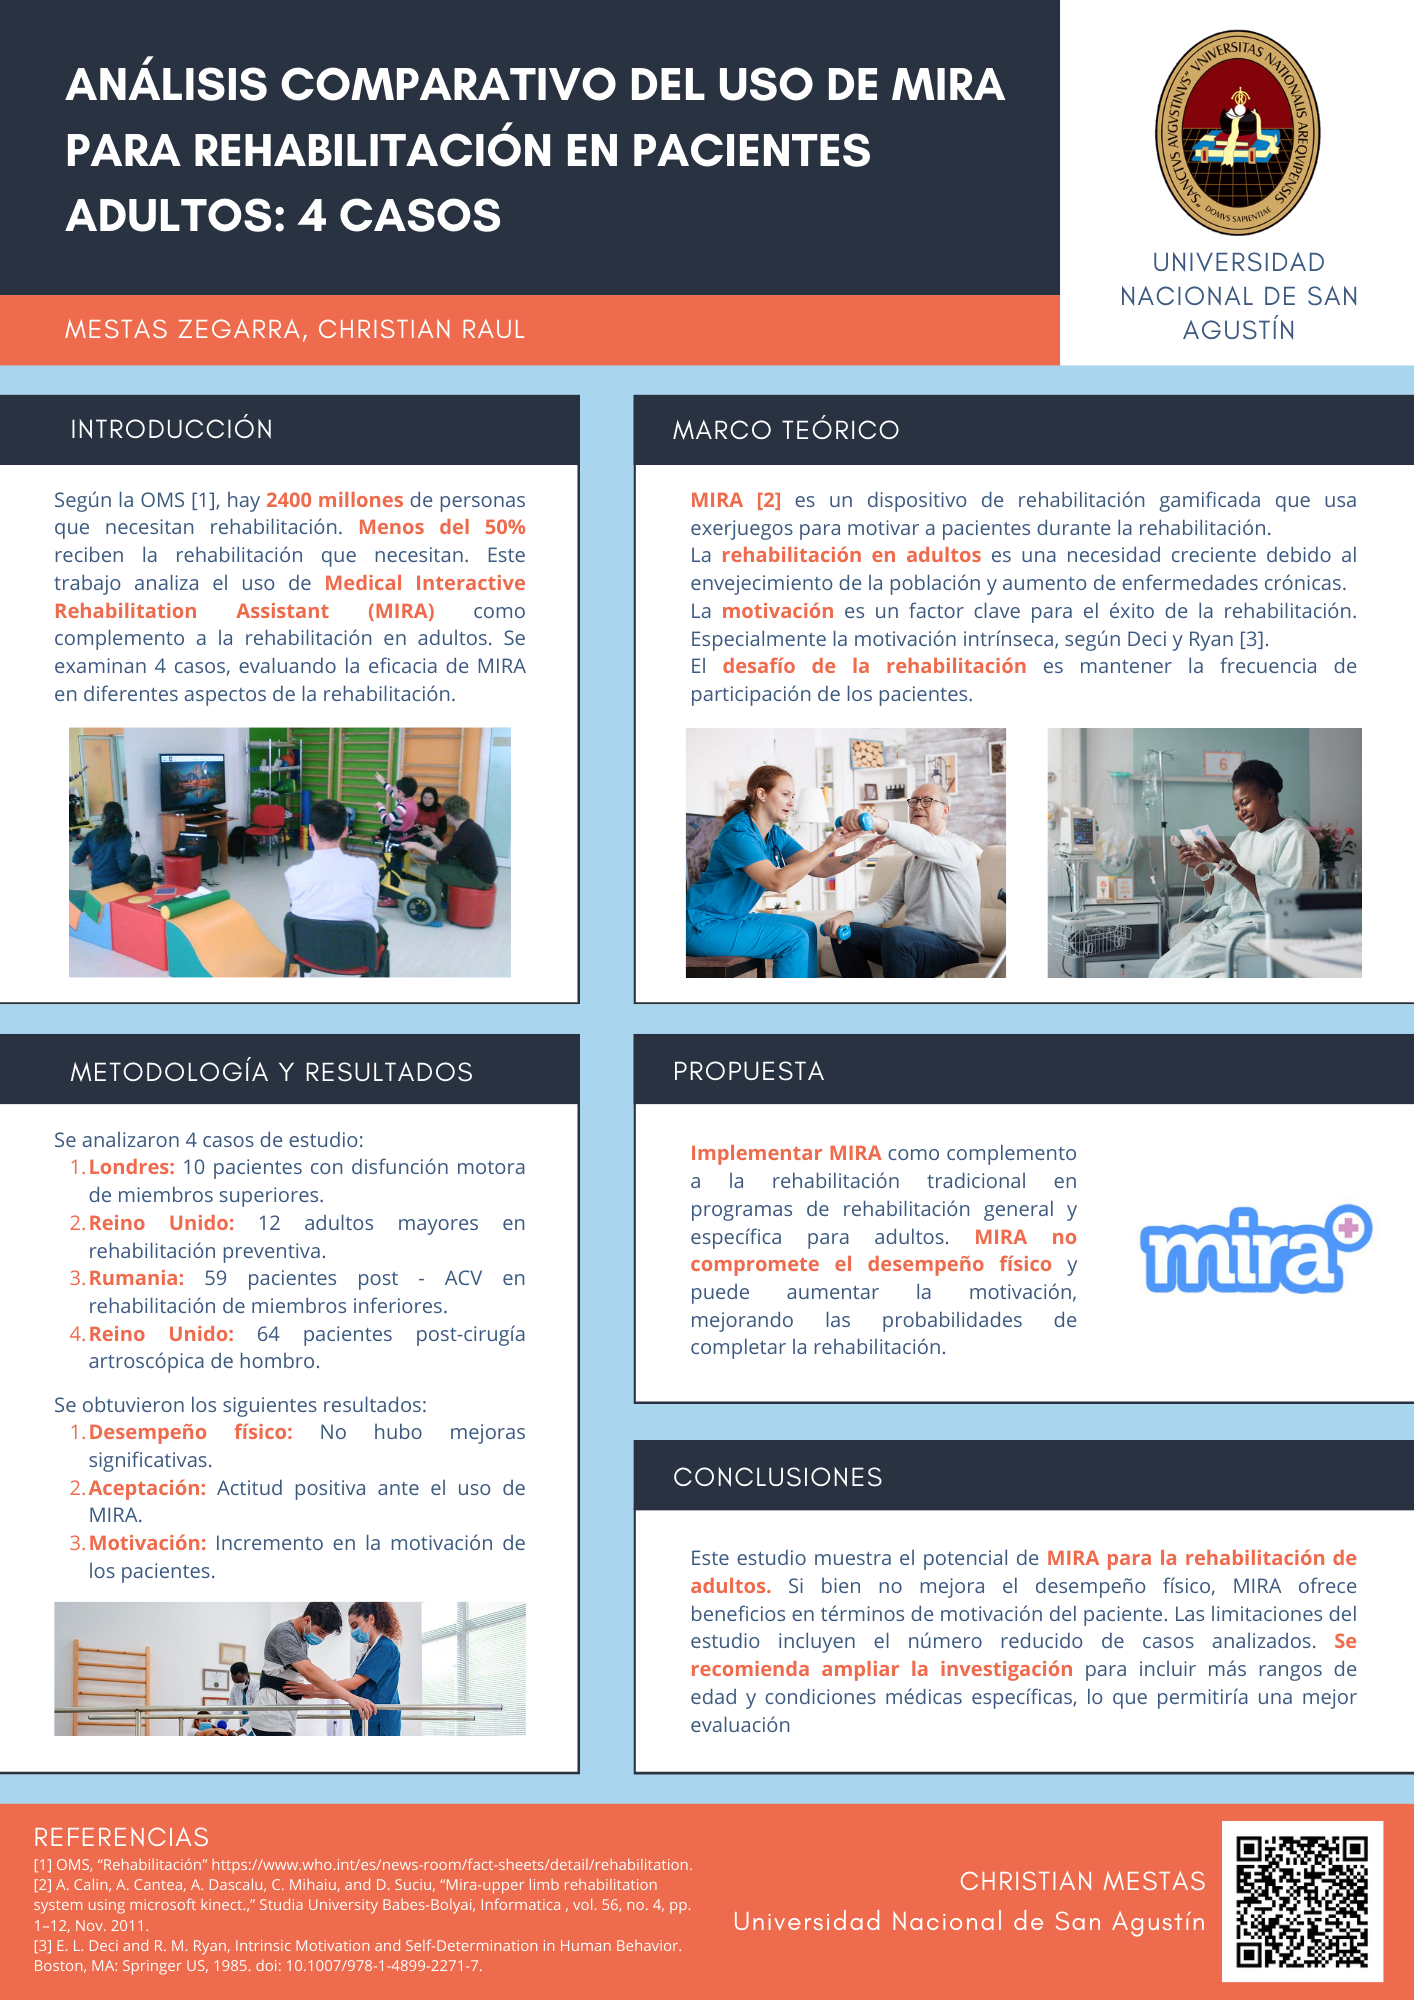 ANÁLISIS COMPARATIVO DEL USO DE MIRA
PARA REHABILITACIÓN EN PACIENTES
ADULTOS: 4 CASOS
MESTAS ZEGARRA, CHRISTIAN RAUL
"SANCTVS AVGVSTINVS" VNIVERSITAS NATIONALIS AREQVIPENSIS
DOMVS SAPIENTIAE
UNIVERSIDAD
NACIONAL DE SAN
AGUSTÍN
INTRODUCCIÓN
Según la OMS [1], hay 2400 millones de personas
que necesitan rehabilitación. Menos del 50%
reciben la rehabilitación que necesitan. Este
trabajo analiza el uso de Medical Interactive
Rehabilitation Assistant (MIRA) como
complemento a la rehabilitación en adultos. Se
examinan 4 casos, evaluando la eficacia de MIRA
en diferentes aspectos de la rehabilitación.
MARCO TEÓRICO
MIRA [2] es un dispositivo de rehabilitación gamificada que usa
exerjuegos para motivar a pacientes durante la rehabilitación.
La rehabilitación en adultos es una necesidad creciente debido al
envejecimiento de la población y aumento de enfermedades crónicas.
La motivación es un factor clave para el éxito de la rehabilitación.
Especialmente la motivación intrínseca, según Deci y Ryan [3].
El desafío de la rehabilitación es mantener la frecuencia de
participación de los pacientes.
6
METODOLOGÍA Y RESULTADOS
Se analizaron 4 casos de estudio:
1. Londres: 10 pacientes con disfunción motora
de miembros superiores.
2. Reino Unido: 12 adultos mayores en
rehabilitación preventiva.
3. Rumania: 59 pacientes post - ACV en
rehabilitación de miembros inferiores.
4. Reino Unido: 64 pacientes post-cirugía
artroscópica de hombro.
Se obtuvieron los siguientes resultados:
1. Desempeño físico: No hubo mejoras
significativas.
2. Aceptación: Actitud positiva ante el uso de
MIRA.
3. Motivación: Incremento en la motivación de
los pacientes.
PROPUESTA
Implementar MIRA como complemento
a la rehabilitación tradicional en
programas de rehabilitación general y
específica para adultos. MIRA no
compromete el desempeño físico y
puede aumentar la motivación,
mejorando las probabilidades de
completar la rehabilitación.
mira
CONCLUSIONES
Este estudio muestra el potencial de MIRA para la rehabilitación de
adultos. Si bien no mejora el desempeño físico, MIRA ofrece
beneficios en términos de motivación del paciente. Las limitaciones del
estudio incluyen el número reducido de casos analizados. Se
recomienda ampliar la investigación para incluir más rangos de
edad y condiciones médicas específicas, lo que permitiría una mejor
evaluación
REFERENCIAS
[1] OMS, “Rehabilitación” https://www.who.int/es/news-room/fact-sheets/detail/rehabilitation.
[2] A. Calin, A. Cantea, A. Dascalu, C. Mihaiu, and D. Suciu, “Mira-upper limb rehabilitation
system using microsoft kinect.,” Studia University Babes-Bolyai, Informatica , vol. 56, no. 4, pp.
1–12, Nov. 2011.
[3] E. L. Deci and R. M. Ryan, Intrinsic Motivation and Self-Determination in Human Behavior.
Boston, MA: Springer US, 1985. doi: 10.1007/978-1-4899-2271-7.
CHRISTIAN MESTAS
Universidad Nacional de San Agustín